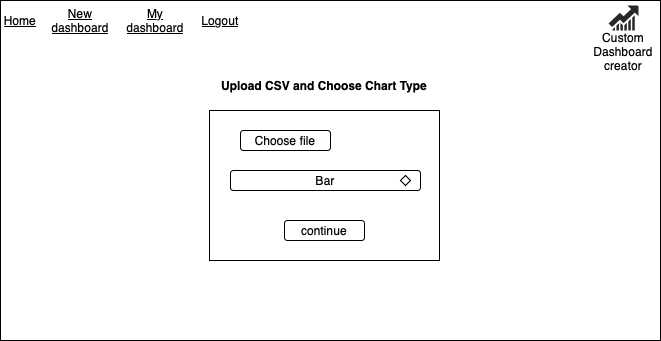 Home
New
dashboard
My
dashboard
Logout
Custom
Dashboard
creator
Upload CSV and Choose Chart Type
Choose file
Bar
continue